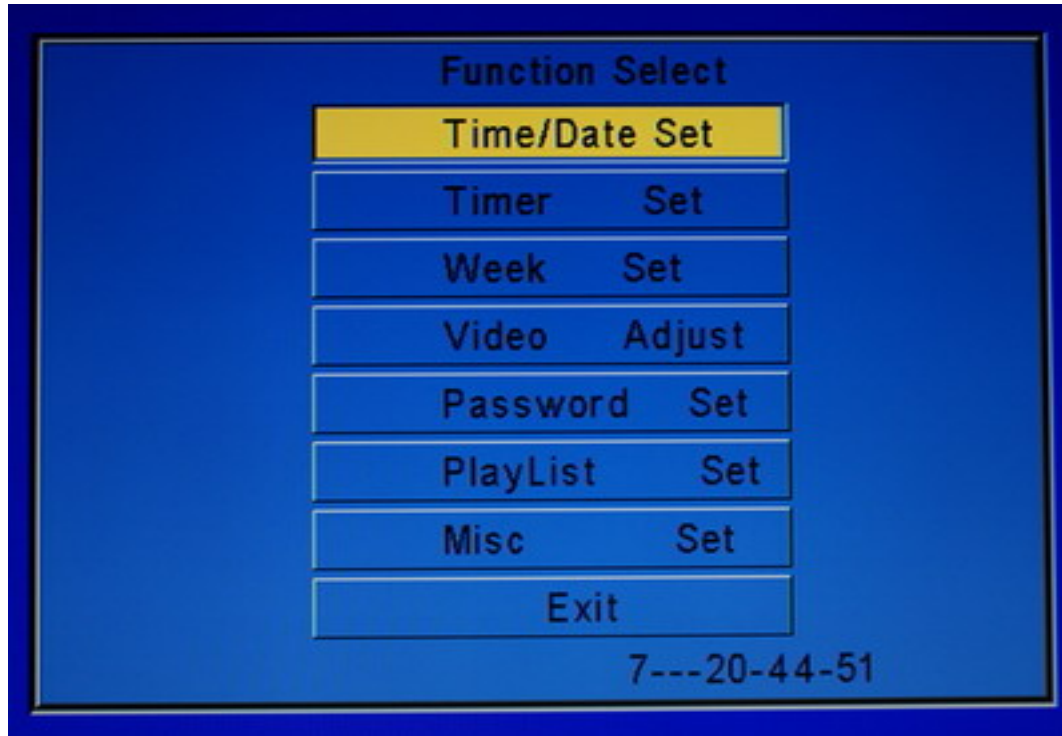 Function Select
Time/Date Set
Timer Set
Week Set
Video Adjust
Password Set
PlayList Set
Misc Set
Exit
7---20-44-51